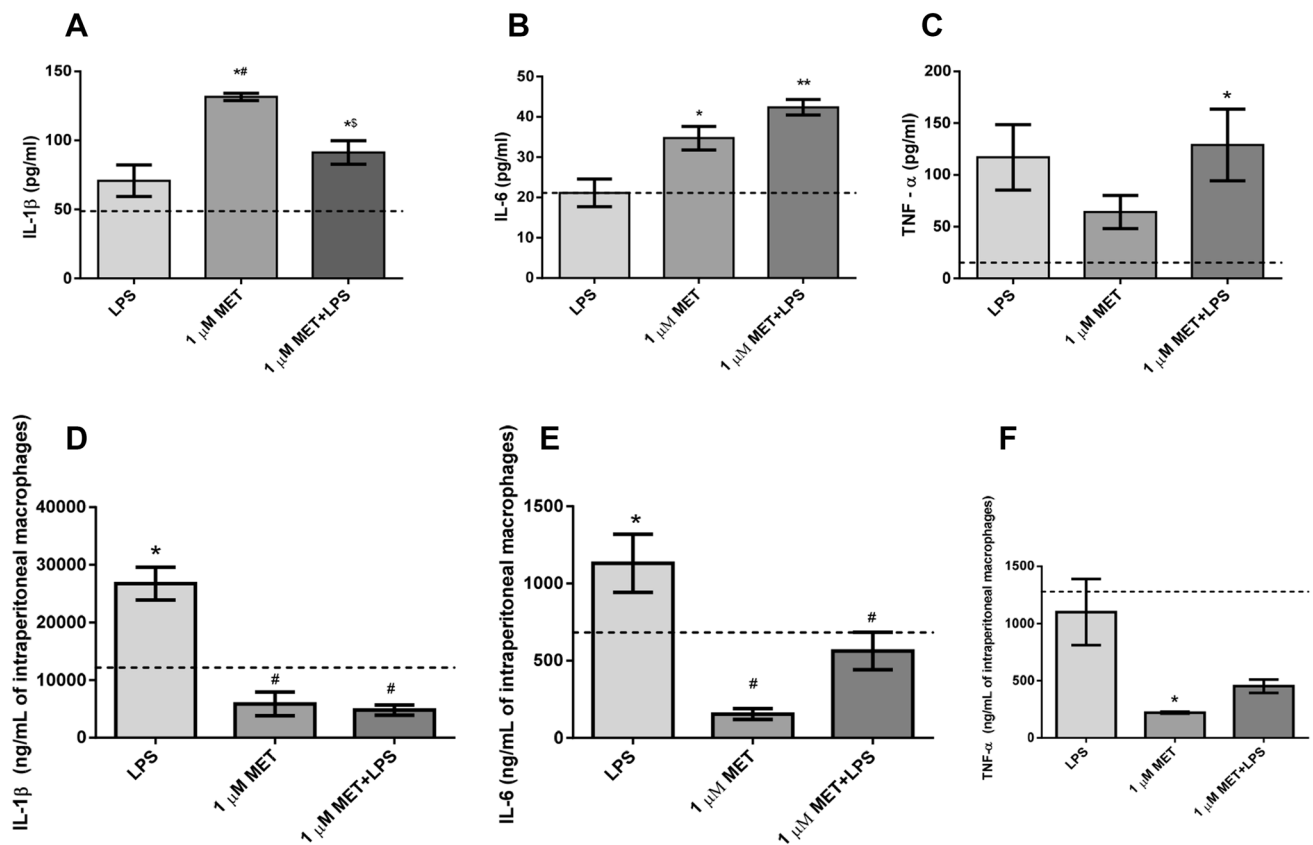 A
IL-1β (pg/ml)
150
100
50
0
*#
*$
LPS
1 μM MET
1 μM MET+LPS
B
IL-6 (pg/ml)
50
40
30
20
10
0
*
**
LPS
1 μM MET
1 μM MET+LPS
C
TNF - α (pg/ml)
200
150
100
50
0
*
LPS
1 μM MET
1 μM MET+LPS
D
IL-1β (ng/mL of intraperitoneal macrophages)
40000
30000
20000
10000
0
*
#
#
LPS
1 μM MET
1 μM MET+LPS
E
IL-6 (ng/mL of intraperitoneal macrophages)
1500
1000
500
0
*
#
#
LPS
1 μM MET
1 μM MET+LPS
F
TNF-α (ng/mL of intraperitoneal macrophages)
1500
1000
500
0
*
LPS
1 μM MET
1 μM MET+LPS